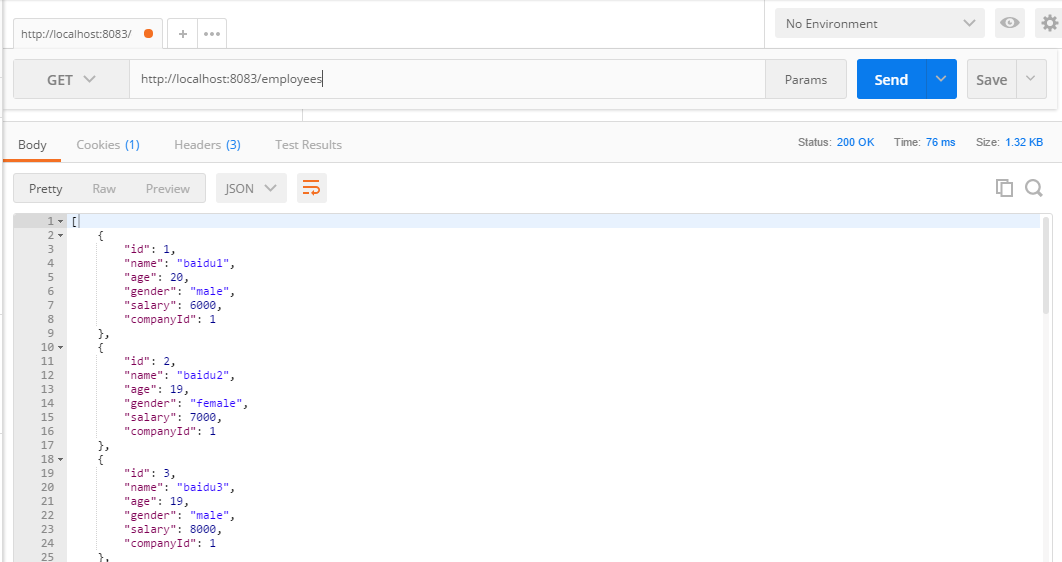 http://localhost:8083/ + ••• No Environment
GET http://localhost:8083/employees Params Send Save
Body Cookies (1) Headers (3) Test Results Status: 200 OK Time: 76 ms Size: 1.32 KB
Pretty Raw Preview JSON
1 [
2 {
3 "id": 1,
4 "name": "baidu1",
5 "age": 20,
6 "gender": "male",
7 "salary": 6000,
8 "companyId": 1
9 },
10 {
11 "id": 2,
12 "name": "baidu2",
13 "age": 19,
14 "gender": "female",
15 "salary": 7000,
16 "companyId": 1
17 },
18 {
19 "id": 3,
20 "name": "baidu3",
21 "age": 19,
22 "gender": "male",
23 "salary": 8000,
24 "companyId": 1
25 },